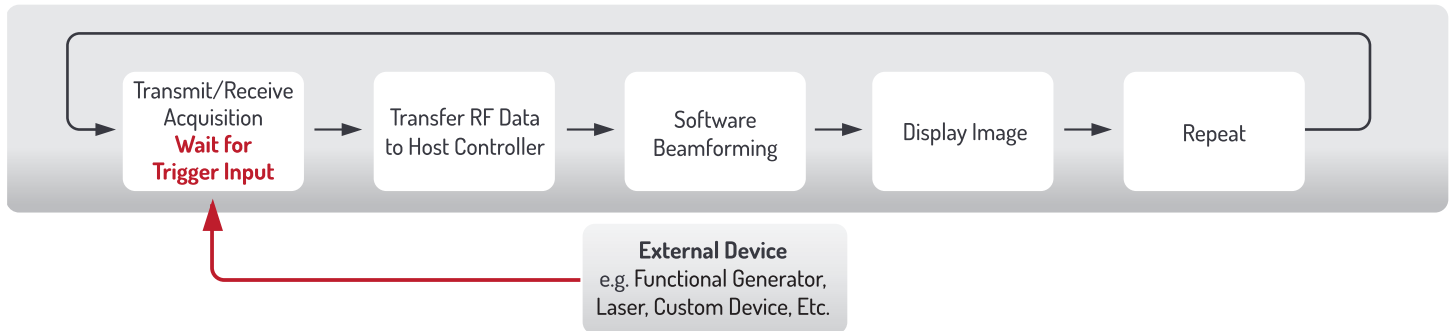 Transmit/Receive
Acquisition
Wait for
Trigger Input
Transfer RF Data
to Host Controller
Software
Beamforming
Display Image
Repeat
External Device
e.g. Functional Generator,
Laser, Custom Device, Etc.